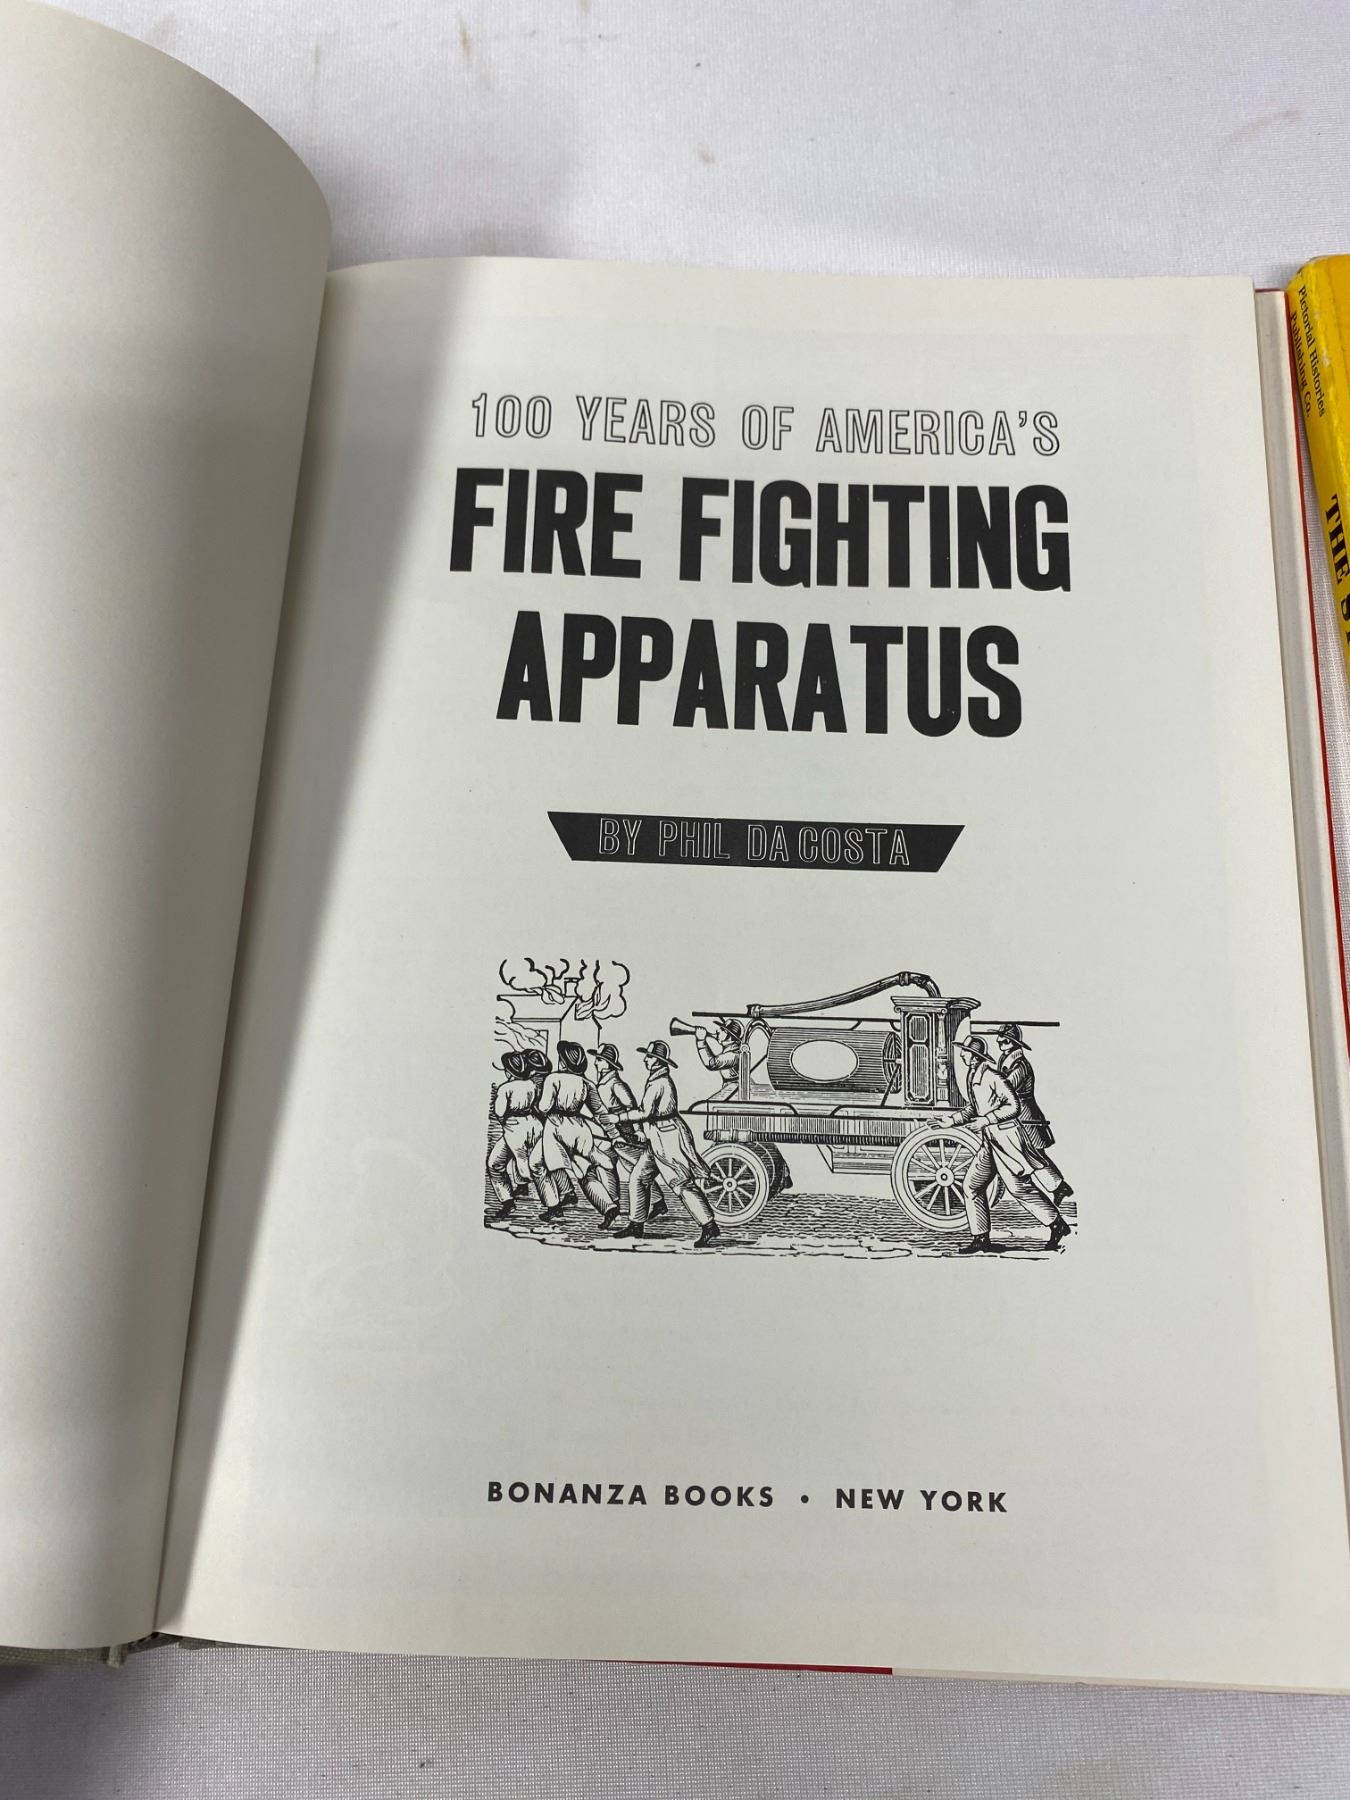 100 YEARS OF AMERICA'S
FIRE FIGHTING
APPARATUS
BY PHIL DA COSTA
BONANZA BOOKS • NEW YORK
Pictorial Histories
Publishing Co.
THE